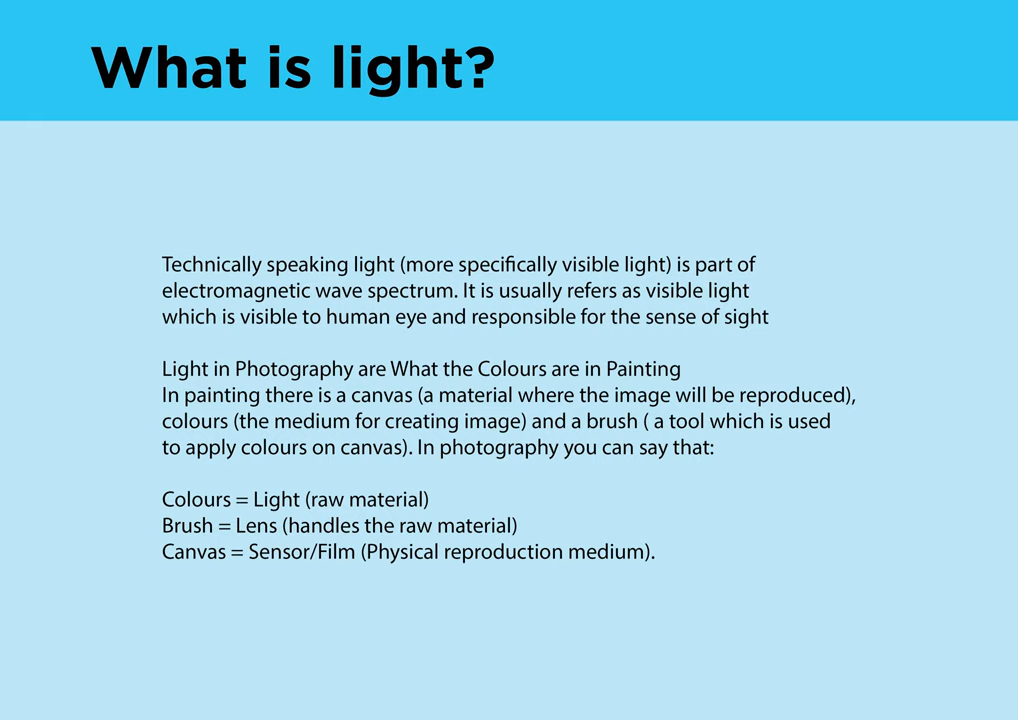 What is light?
Technically speaking light (more specifically visible light) is part of
electromagnetic wave spectrum. It is usually refers as visible light
which is visible to human eye and responsible for the sense of sight
Light in Photography are What the Colours are in Painting
In painting there is a canvas (a material where the image will be reproduced),
colours (the medium for creating image) and a brush ( a tool which is used
to apply colours on canvas). In photography you can say that:
Colours = Light (raw material)
Brush = Lens (handles the raw material)
Canvas = Sensor/Film (Physical reproduction medium).